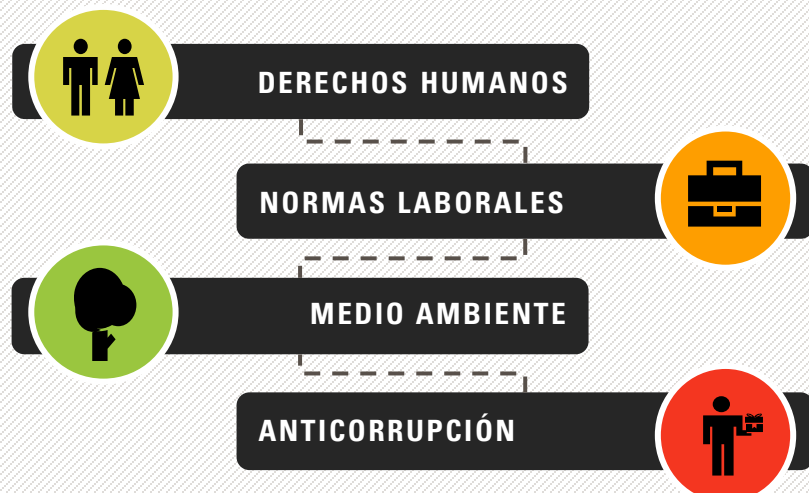 DERECHOS HUMANOS
NORMAS LABORALES
MEDIO AMBIENTE
ANTICORRUPCIÓN